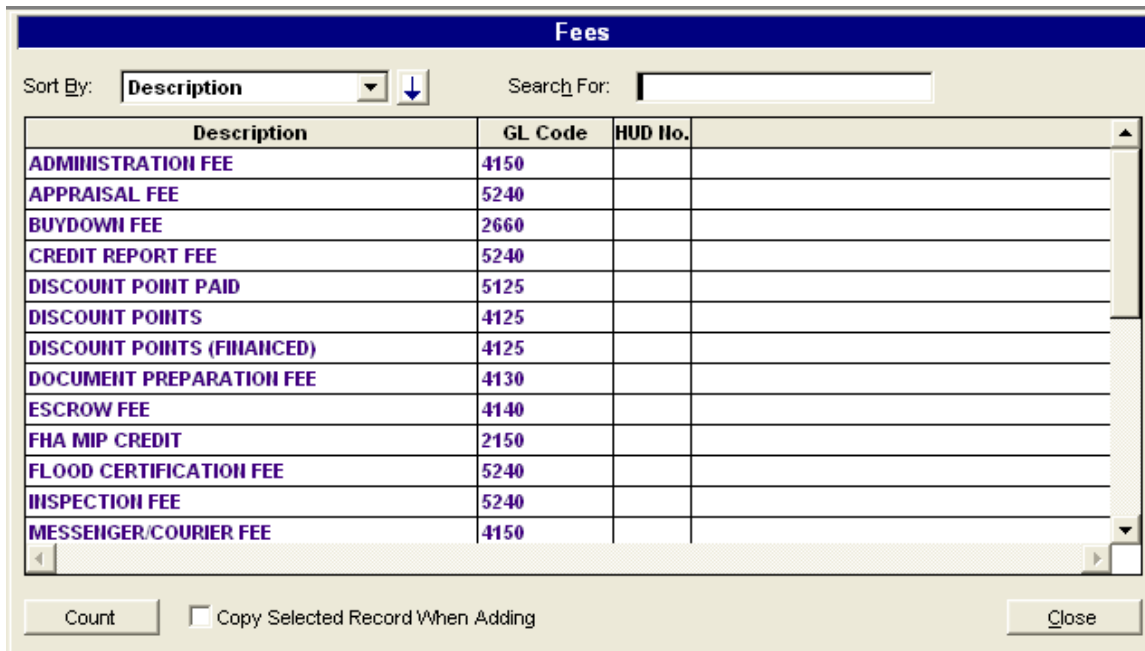 Fees
Sort By: Description Search For:
Description GL Code HUD No.
ADMINISTRATION FEE 4150
APPRAISAL FEE 5240
BUYDOWN FEE 2660
CREDIT REPORT FEE 5240
DISCOUNT POINT PAID 5125
DISCOUNT POINTS 4125
DISCOUNT POINTS (FINANCED) 4125
DOCUMENT PREPARATION FEE 4130
ESCROW FEE 4140
FHA MIP CREDIT 2150
FLOOD CERTIFICATION FEE 5240
INSPECTION FEE 5240
MESSENGER/COURIER FEE 4150
Count Copy Selected Record When Adding Close